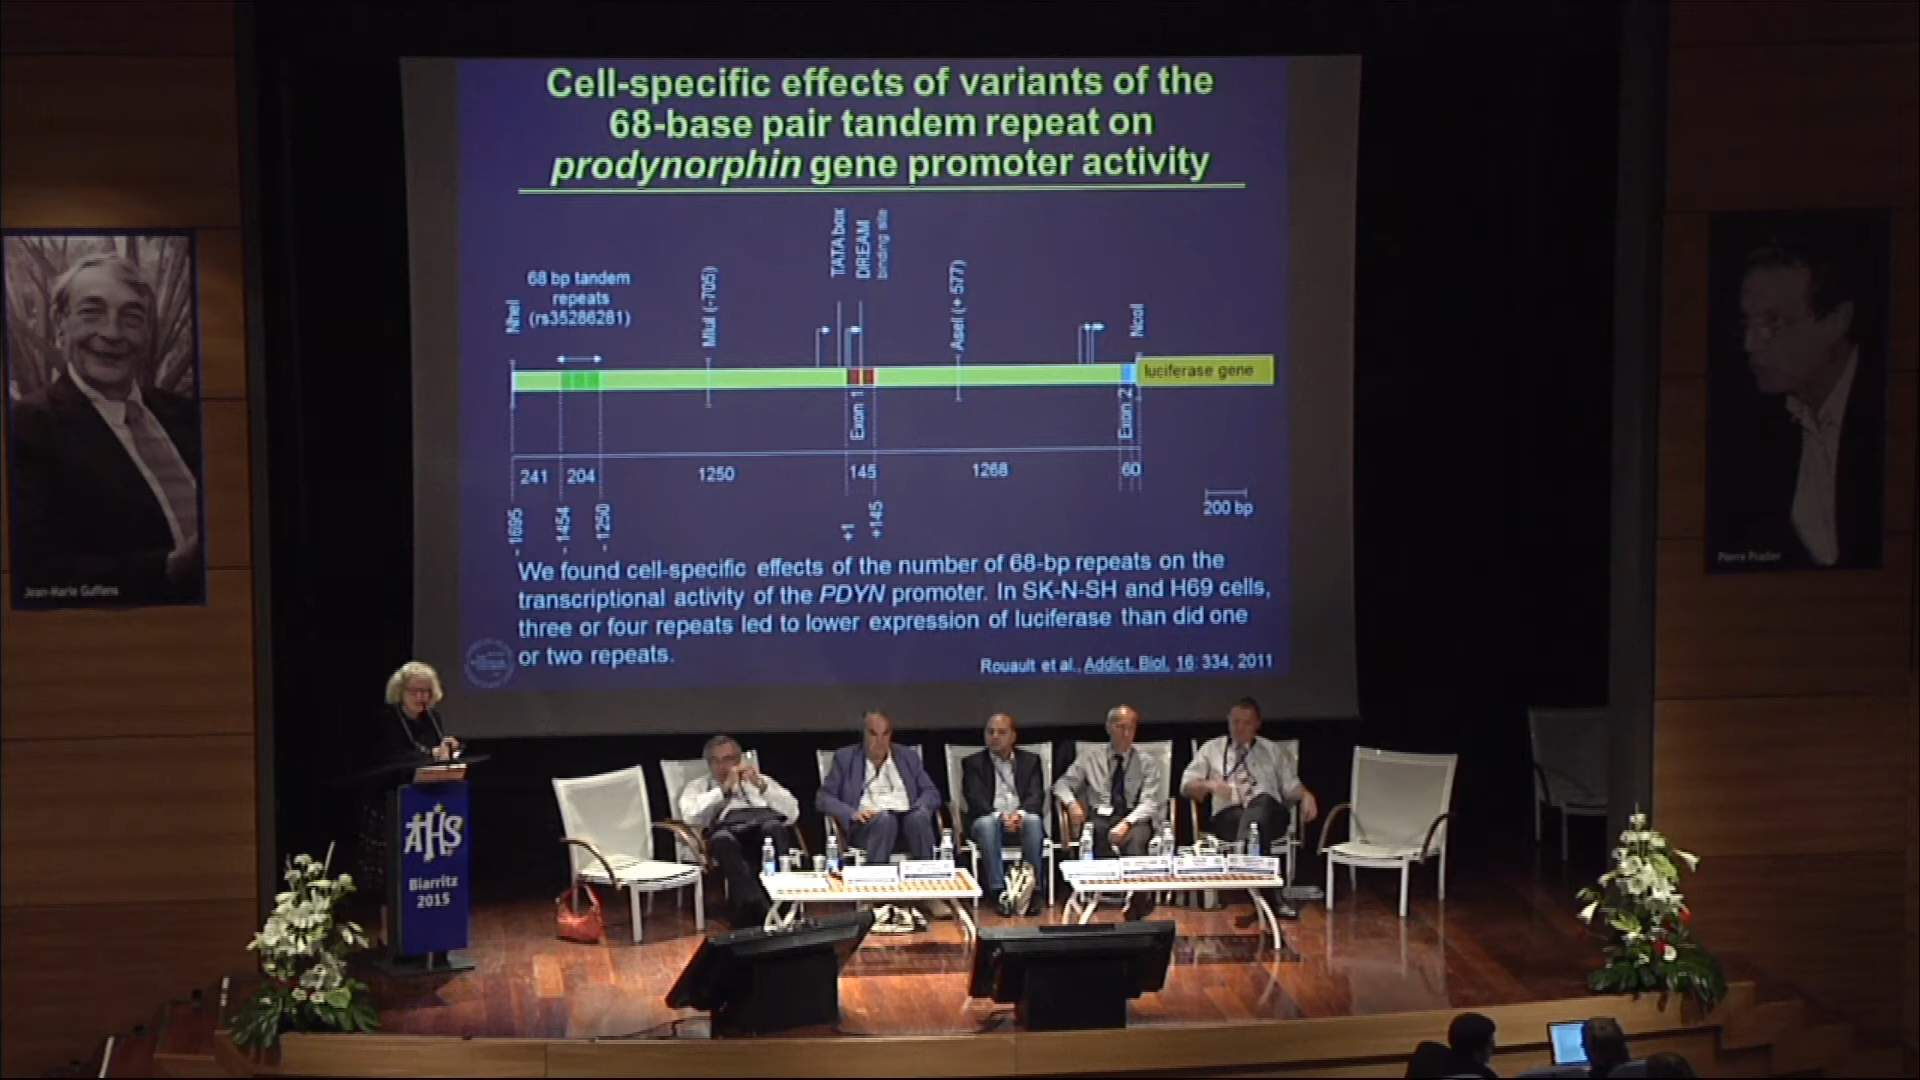 Cell-specific effects of variants of the
68-base pair tandem repeat on
prodynorphin gene promoter activity
TATA box
DREAM
binding site
68 bp tandem
repeats
(rs35286281)
NheI
MluI (-705)
AseI (+ 577)
NcoI
luciferase gene
Exon 1
Exon 2
241
204
1250
145
1268
60
- 1695
- 1454
- 1250
+1
+145
200 bp
We found cell-specific effects of the number of 68-bp repeats on the
transcriptional activity of the PDYN promoter. In SK-N-SH and H69 cells,
three or four repeats led to lower expression of luciferase than did one
or two repeats.
Rouault et al., Addict. Biol. 16: 334, 2011
Jean-Marie Guffens
Pierre Prader
AHS
Biarritz
2015